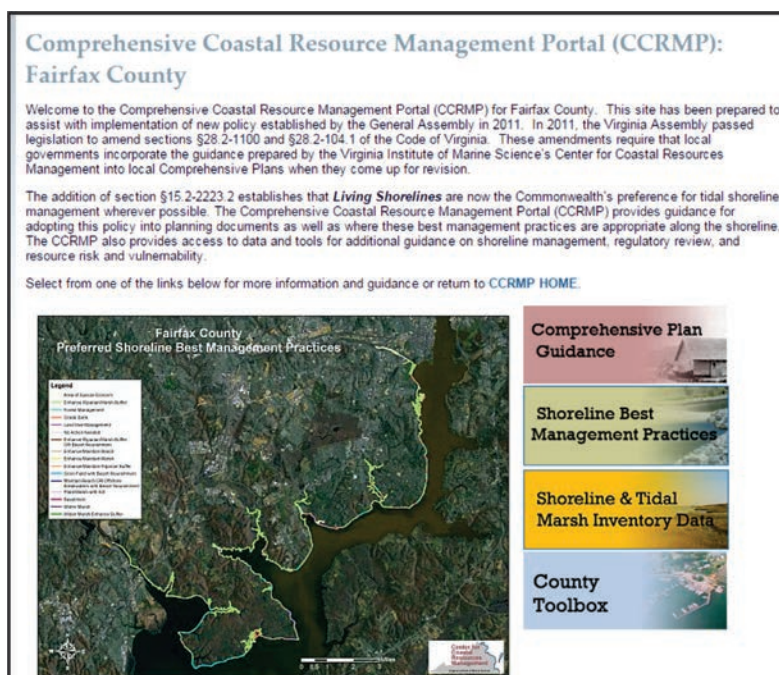 Comprehensive Coastal Resource Management Portal (CCRMP):
Fairfax County
Welcome to the Comprehensive Coastal Resource Management Portal (CCRMP) for Fairfax County. This site has been prepared to
assist with implementation of new policy established by the General Assembly in 2011. In 2011, the Virginia Assembly passed
legislation to amend sections §28.2-1100 and §28.2-104.1 of the Code of Virginia. These amendments require that local
governments incorporate the guidance prepared by the Virginia Institute of Marine Science's Center for Coastal Resources
Management into local Comprehensive Plans when they come up for revision.
The addition of section §15.2-2223.2 establishes that Living Shorelines are now the Commonwealth's preference for tidal shoreline
management wherever possible. The Comprehensive Coastal Resource Management Portal (CCRMP) provides guidance for
adopting this policy into planning documents as well as where these best management practices are appropriate along the shoreline.
The CCRMP also provides access to data and tools for additional guidance on shoreline management, regulatory review, and
resource risk and vulnerability.
Select from one of the links below for more information and guidance or return to CCRMP HOME.
Fairfax County
Preferred Shoreline Best Management Practices
Legend
Comprehensive Plan
Guidance
Shoreline Best
Management Practices
Shoreline & Tidal
Marsh Inventory Data
County
Toolbox
Center for
Coastal
Resources
Management